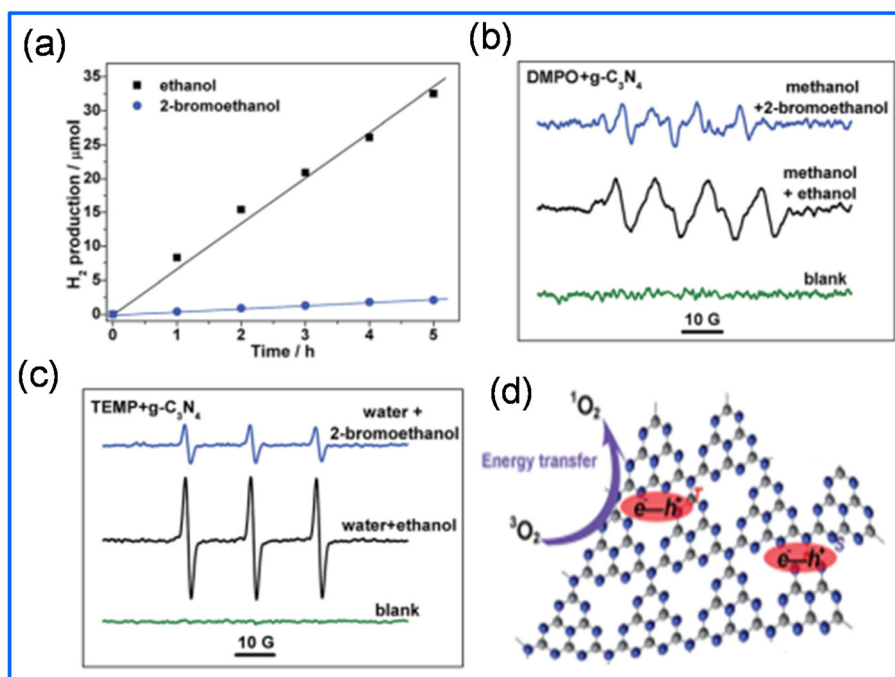 (a)
35
30
25
20
15
10
5
0
H₂ production / μmol
ethanol
2-bromoethanol
0 1 2 3 4 5
Time / h
(b)
DMPO+g-C₃N₄
methanol
+2-bromoethanol
methanol
+ ethanol
blank
10 G
(c)
TEMP+g-C₃N₄
water +
2-bromoethanol
water+ethanol
blank
10 G
(d)
¹O₂
Energy transfer
³O₂
e⁻—h⁺
T
e⁻—h⁺
S